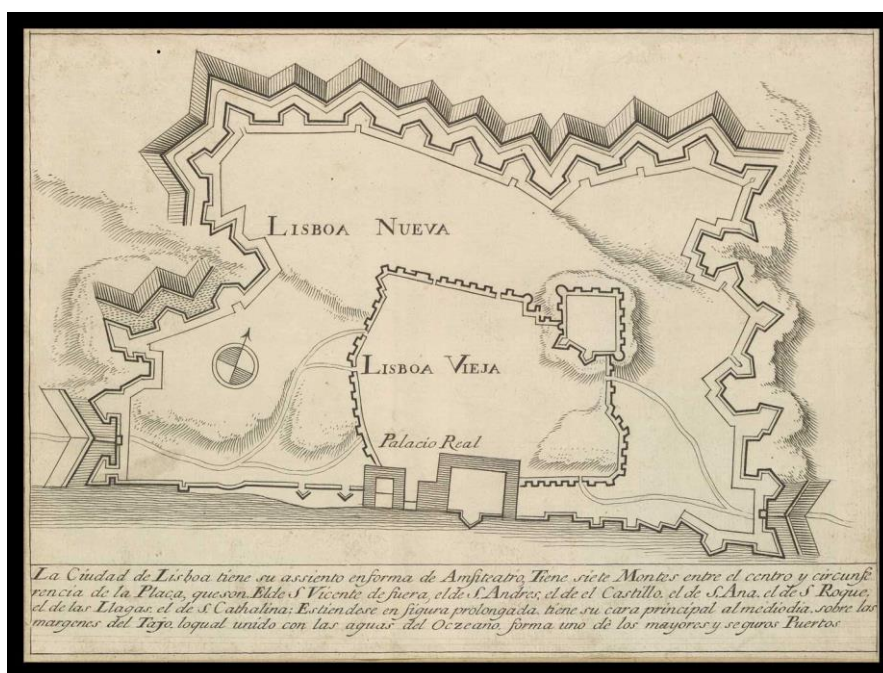 LISBOA NUEVA
LISBOA VIEJA
Palacio Real
La Ciudad de Lisboa tiene su assiento en forma de Amfiteatro, Tiene siete Montes entre el centro y circunfe
rencia de la Plaça, que son. El de S Vicente de fuera, el de S. Andres, el de el Castillo, el de S. Ana, el de S. Roque,
el de las Llagas, el de S. Cathalina: Estiendese en figura prolongada, tiene su cara principal al mediodia, sobre las
margenes del Tajo, loqual unido con las aguas del Oczeano, forma uno de los mayores y seguros Puertos